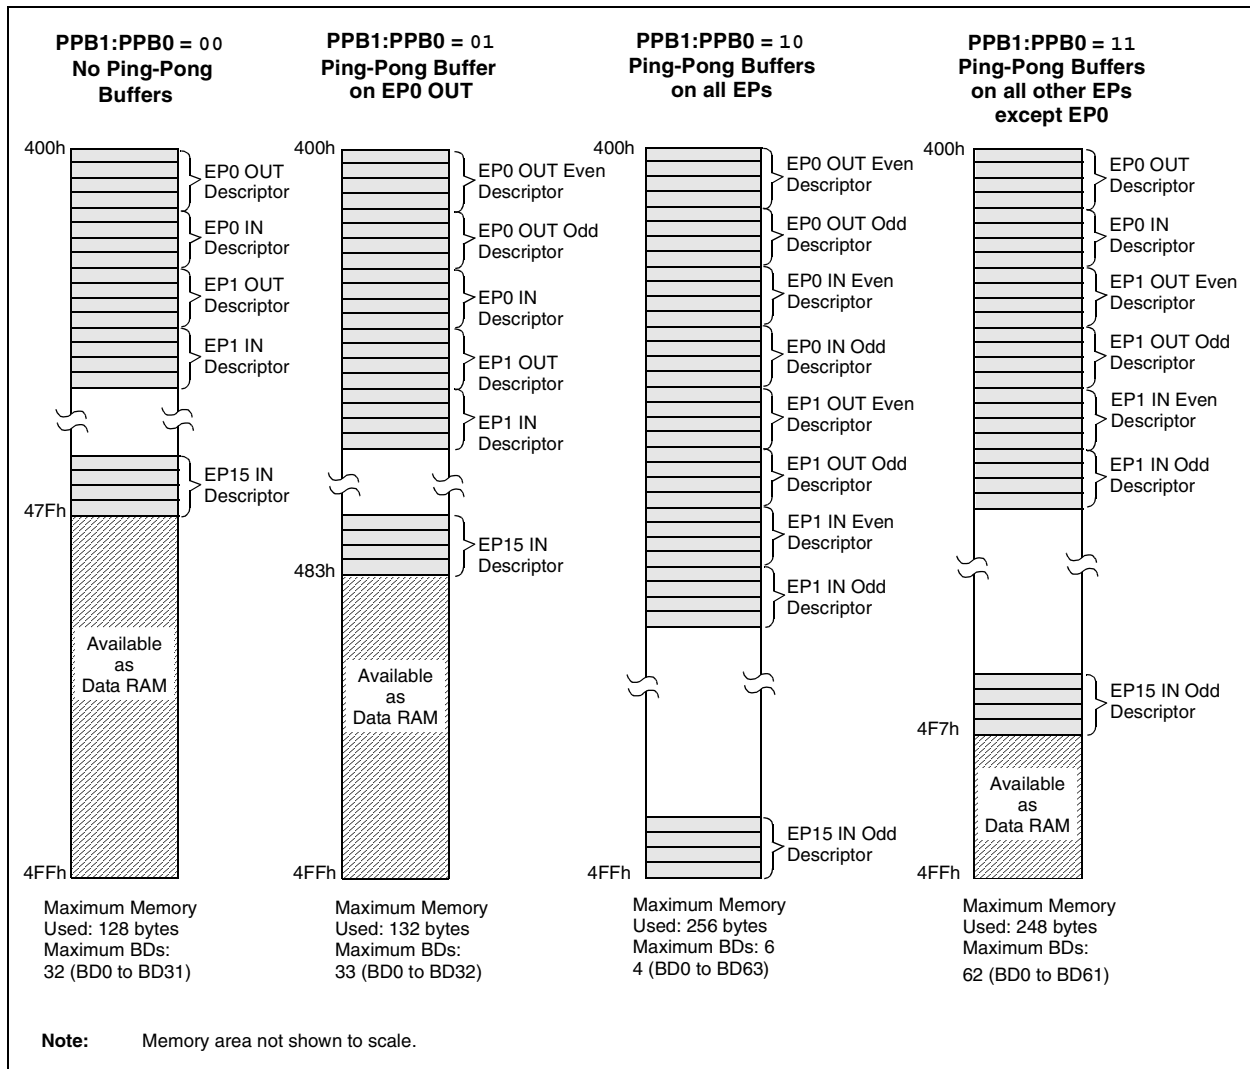 PPB1:PPB0 = 00
No Ping-Pong
Buffers
400h
EP0 OUT
Descriptor
EP0 IN
Descriptor
EP1 OUT
Descriptor
EP1 IN
Descriptor
EP15 IN
Descriptor
47Fh
Available
as
Data RAM
4FFh
Maximum Memory
Used: 128 bytes
Maximum BDs:
32 (BD0 to BD31)
PPB1:PPB0 = 01
Ping-Pong Buffer
on EP0 OUT
400h
EP0 OUT Even
Descriptor
EP0 OUT Odd
Descriptor
EP0 IN
Descriptor
EP1 OUT
Descriptor
EP1 IN
Descriptor
EP15 IN
Descriptor
483h
Available
as
Data RAM
4FFh
Maximum Memory
Used: 132 bytes
Maximum BDs:
33 (BD0 to BD32)
PPB1:PPB0 = 10
Ping-Pong Buffers
on all EPs
400h
EP0 OUT Even
Descriptor
EP0 OUT Odd
Descriptor
EP0 IN Even
Descriptor
EP0 IN Odd
Descriptor
EP1 OUT Even
Descriptor
EP1 OUT Odd
Descriptor
EP1 IN Even
Descriptor
EP1 IN Odd
Descriptor
EP15 IN Odd
Descriptor
4FFh
Maximum Memory
Used: 256 bytes
Maximum BDs: 6
4 (BD0 to BD63)
PPB1:PPB0 = 11
Ping-Pong Buffers
on all other EPs
except EP0
400h
EP0 OUT
Descriptor
EP0 IN
Descriptor
EP1 OUT Even
Descriptor
EP1 OUT Odd
Descriptor
EP1 IN Even
Descriptor
EP1 IN Odd
Descriptor
EP15 IN Odd
Descriptor
4F7h
Available
as
Data RAM
4FFh
Maximum Memory
Used: 248 bytes
Maximum BDs:
62 (BD0 to BD61)
Note: Memory area not shown to scale.